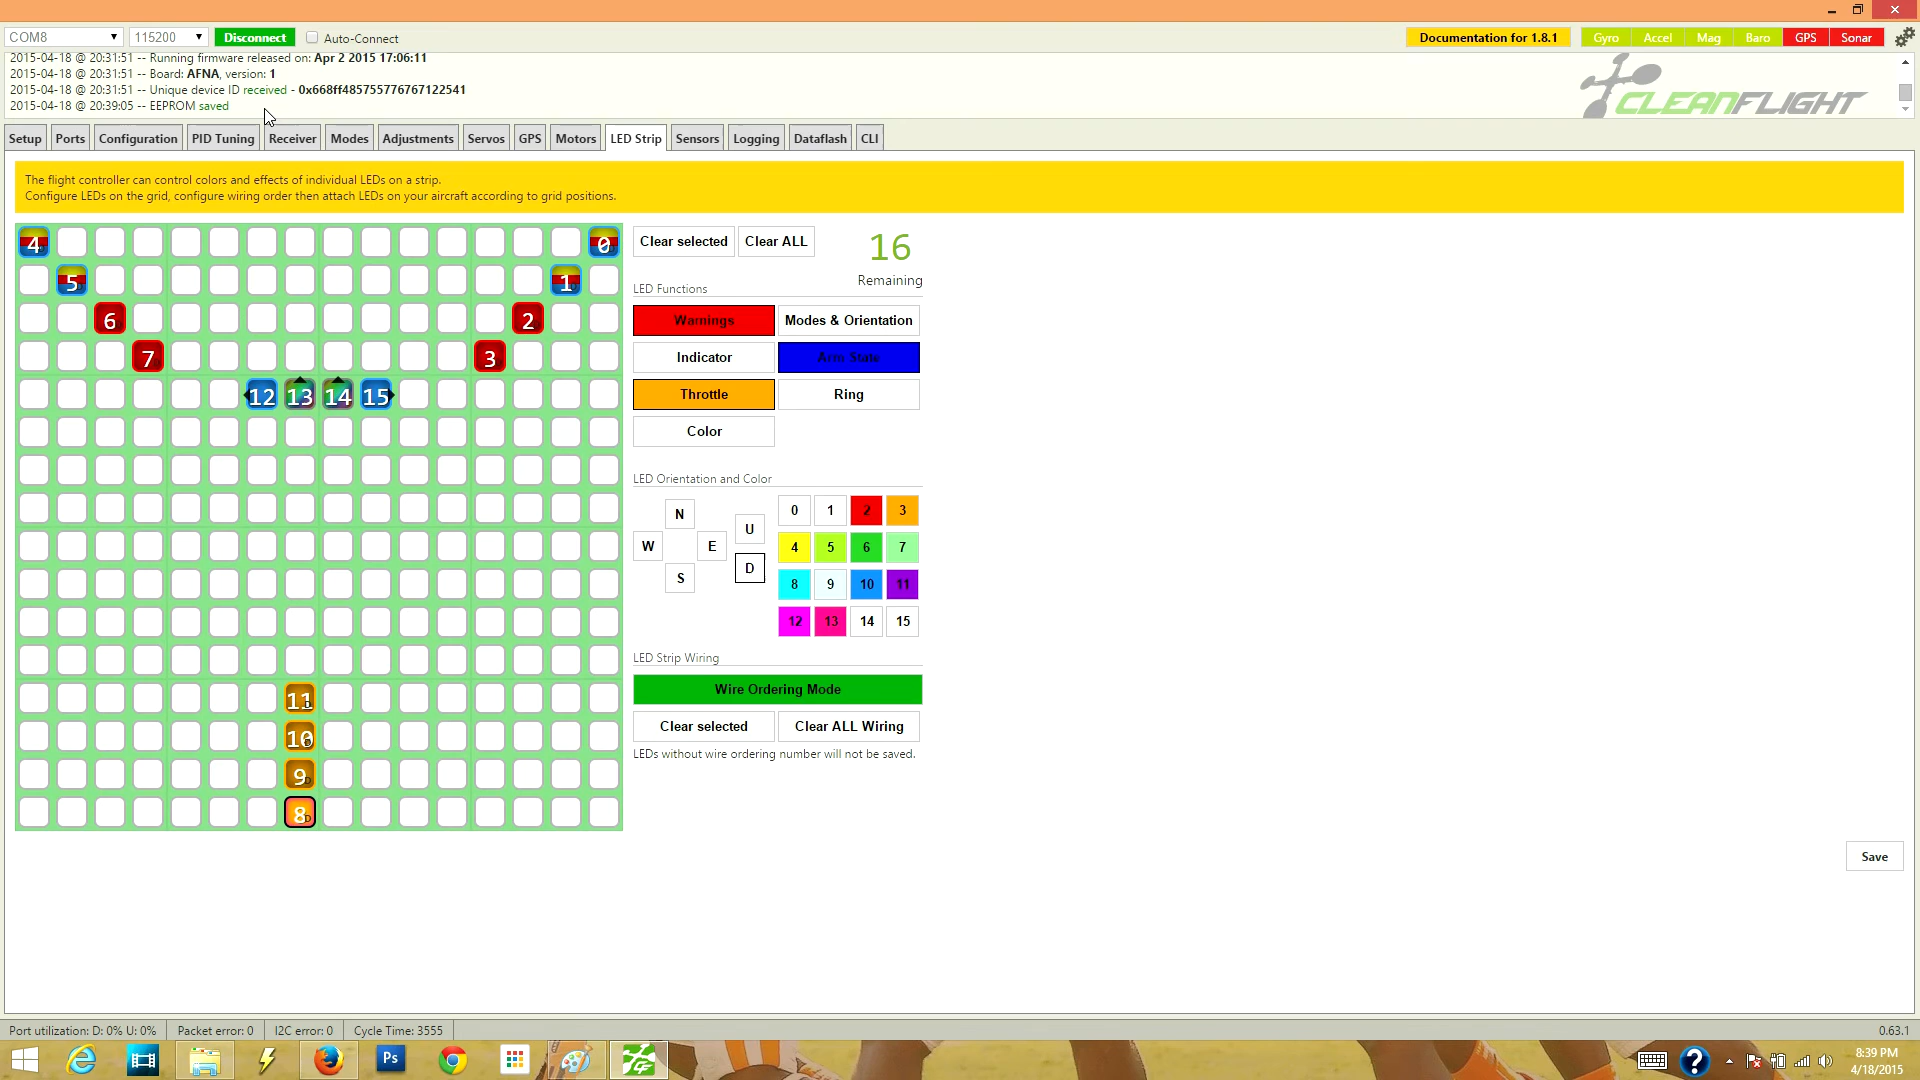 COM8 115200 Disconnect Auto-Connect Documentation for 1.8.1 Gyro Accel Mag Baro GPS Sonar
2015-04-18 @ 20:31:51 -- Running firmware released on: Apr 2 2015 17:06:11
2015-04-18 @ 20:31:51 -- Board: AFNA, version: 1
2015-04-18 @ 20:31:51 -- Unique device ID received - 0x668ff485755776767122541
2015-04-18 @ 20:39:05 -- EEPROM saved
CLEANFLIGHT
Setup Ports Configuration PID Tuning Receiver Modes Adjustments Servos GPS Motors LED Strip Sensors Logging Dataflash CLI
The flight controller can control colors and effects of individual LEDs on a strip.
Configure LEDs on the grid, configure wiring order then attach LEDs on your aircraft according to grid positions.
4 0
5 1
6 2
7 3
12 13 14 15
11
10
9
8
Clear selected Clear ALL 16
Remaining
LED Functions
Warnings Modes & Orientation
Indicator Arm State
Throttle Ring
Color
LED Orientation and Color
N
W E
S
U
D
0 1 2 3
4 5 6 7
8 9 10 11
12 13 14 15
LED Strip Wiring
Wire Ordering Mode
Clear selected Clear ALL Wiring
LEDs without wire ordering number will not be saved.
Save
Port utilization: D: 0% U: 0% Packet error: 0 I2C error: 0 Cycle Time: 3555 0.63.1
Ps
8:39 PM
4/18/2015